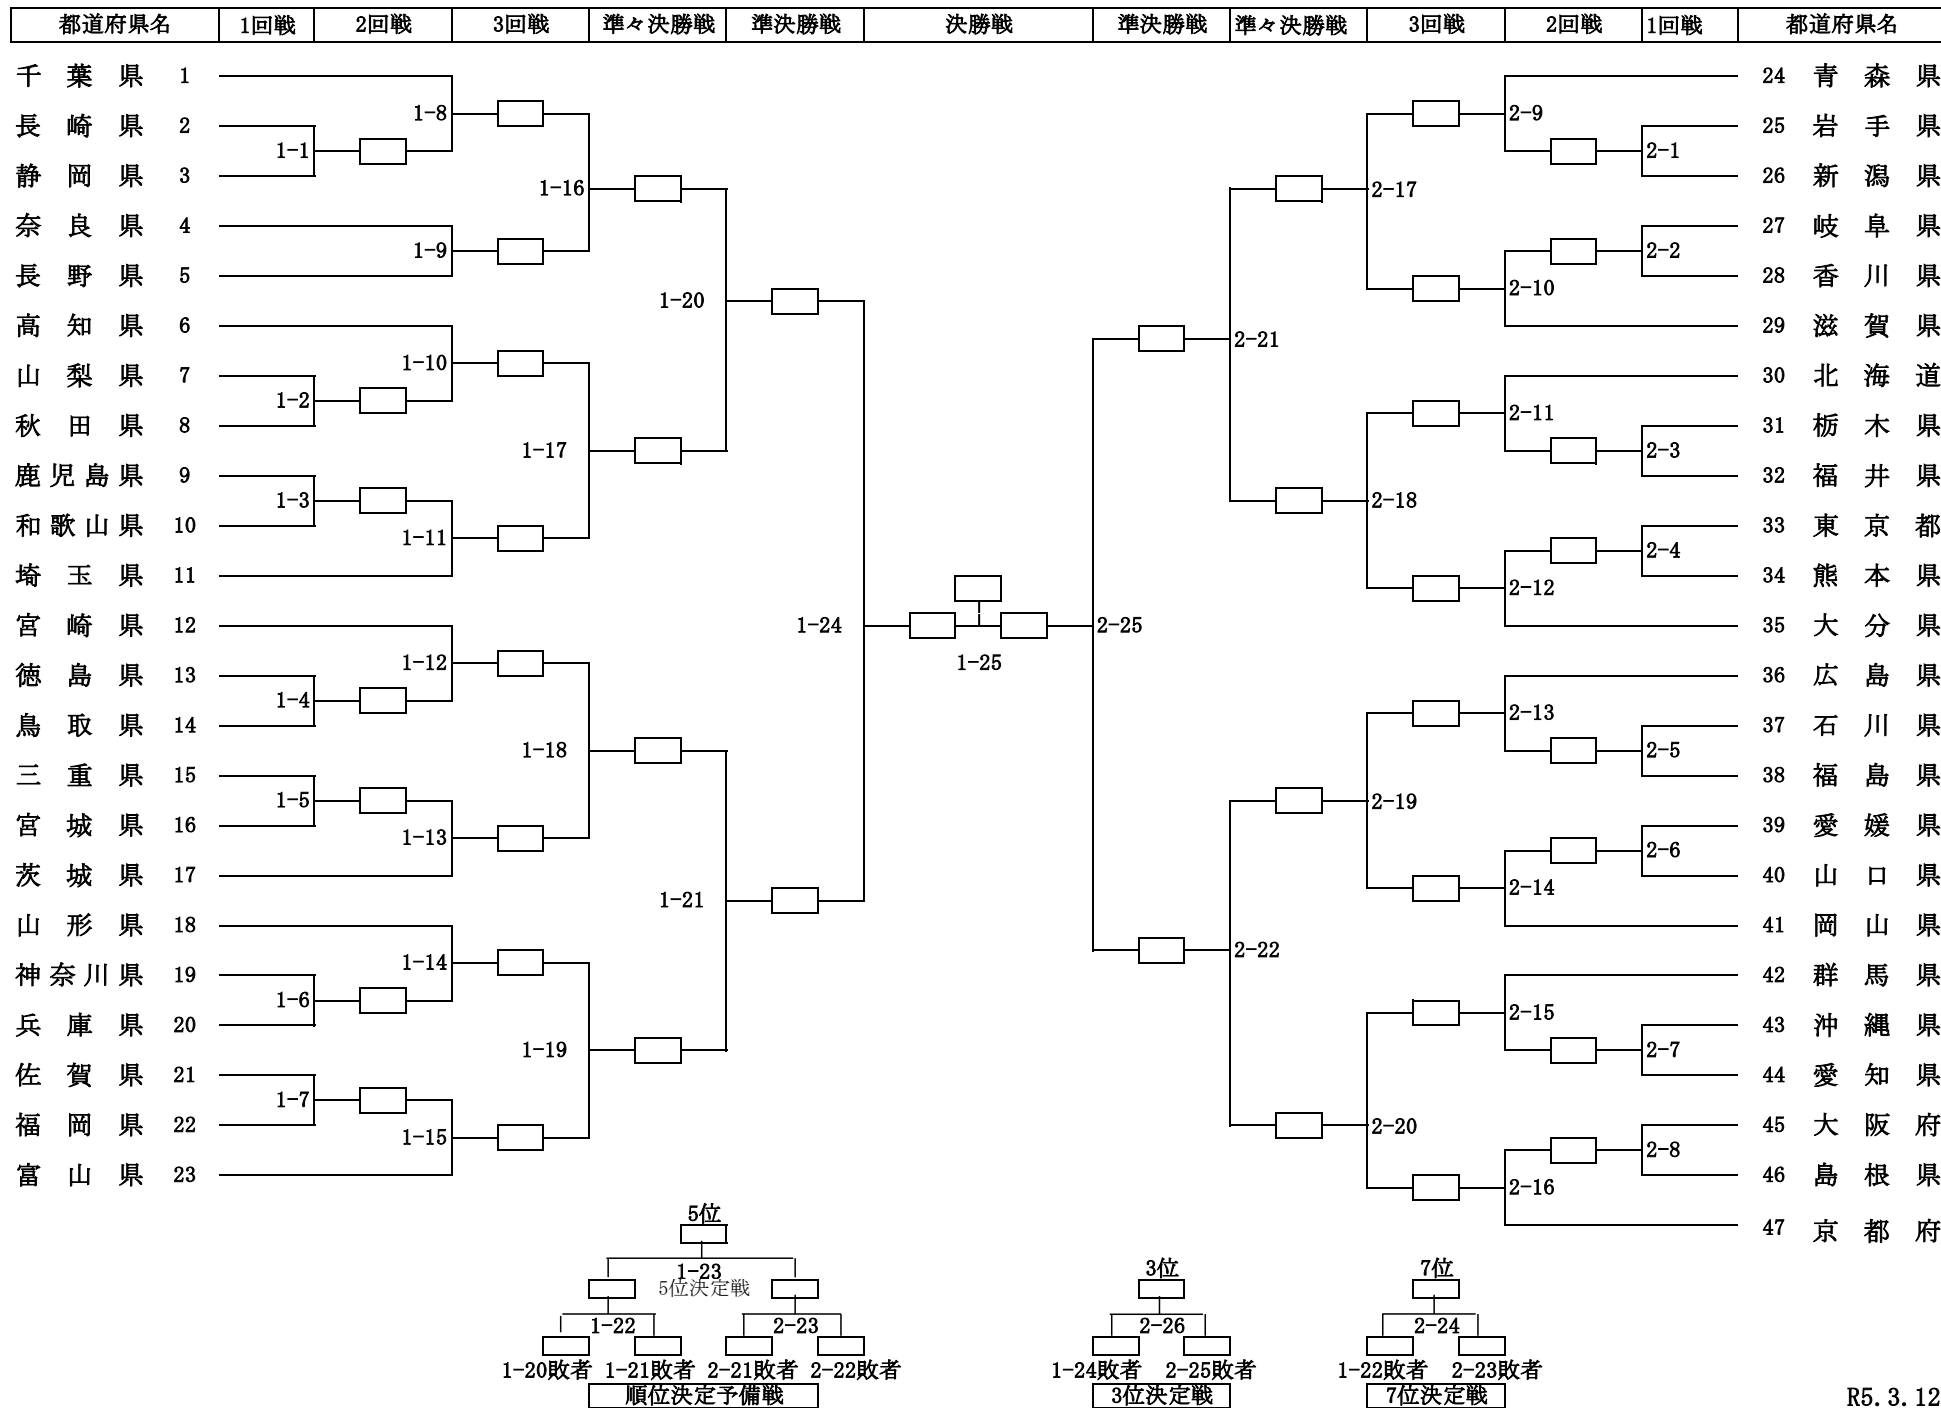 都道府県名 1回戦 2回戦 3回戦 準々決勝戦 準決勝戦 決勝戦 準決勝戦 準々決勝戦 3回戦 2回戦 1回戦 都道府県名
千葉県 1 24 青森県
1-8 2-9
長崎県 2 25 岩手県
1-1 2-1
静岡県 3 26 新潟県
1-16 2-17
奈良県 4 27 岐阜県
1-9 2-2
長野県 5 28 香川県
1-20 2-10
高知県 6 29 滋賀県
2-21
1-10
山梨県 7 30 北海道
1-2 2-11
秋田県 8 31 栃木県
1-17 2-3
鹿児島県 9 32 福井県
1-3 2-18
和歌山県 10 33 東京都
1-11 2-4
埼玉県 11 34 熊本県
2-12
宮崎県 12 1-24 2-25 35 大分県
1-12 1-25
徳島県 13 36 広島県
1-4 2-13
鳥取県 14 37 石川県
1-18 2-5
三重県 15 38 福島県
1-5 2-19
宮城県 16 39 愛媛県
1-13 2-6
茨城県 17 40 山口県
1-21 2-14
山形県 18 41 岡山県
2-22
1-14
神奈川県 19 42 群馬県
1-6 2-15
兵庫県 20 43 沖縄県
1-19 2-7
佐賀県 21 44 愛知県
1-7
福岡県 22 2-20 45 大阪府
1-15 2-8
富山県 23 46 島根県
2-16
5位 47 京都府
1-23 3位 7位
5位決定戦
1-22 2-23 2-26 2-24
1-20敗者 1-21敗者 2-21敗者 2-22敗者 1-24敗者 2-25敗者 1-22敗者 2-23敗者
順位決定予備戦 3位決定戦 7位決定戦 R5.3.12